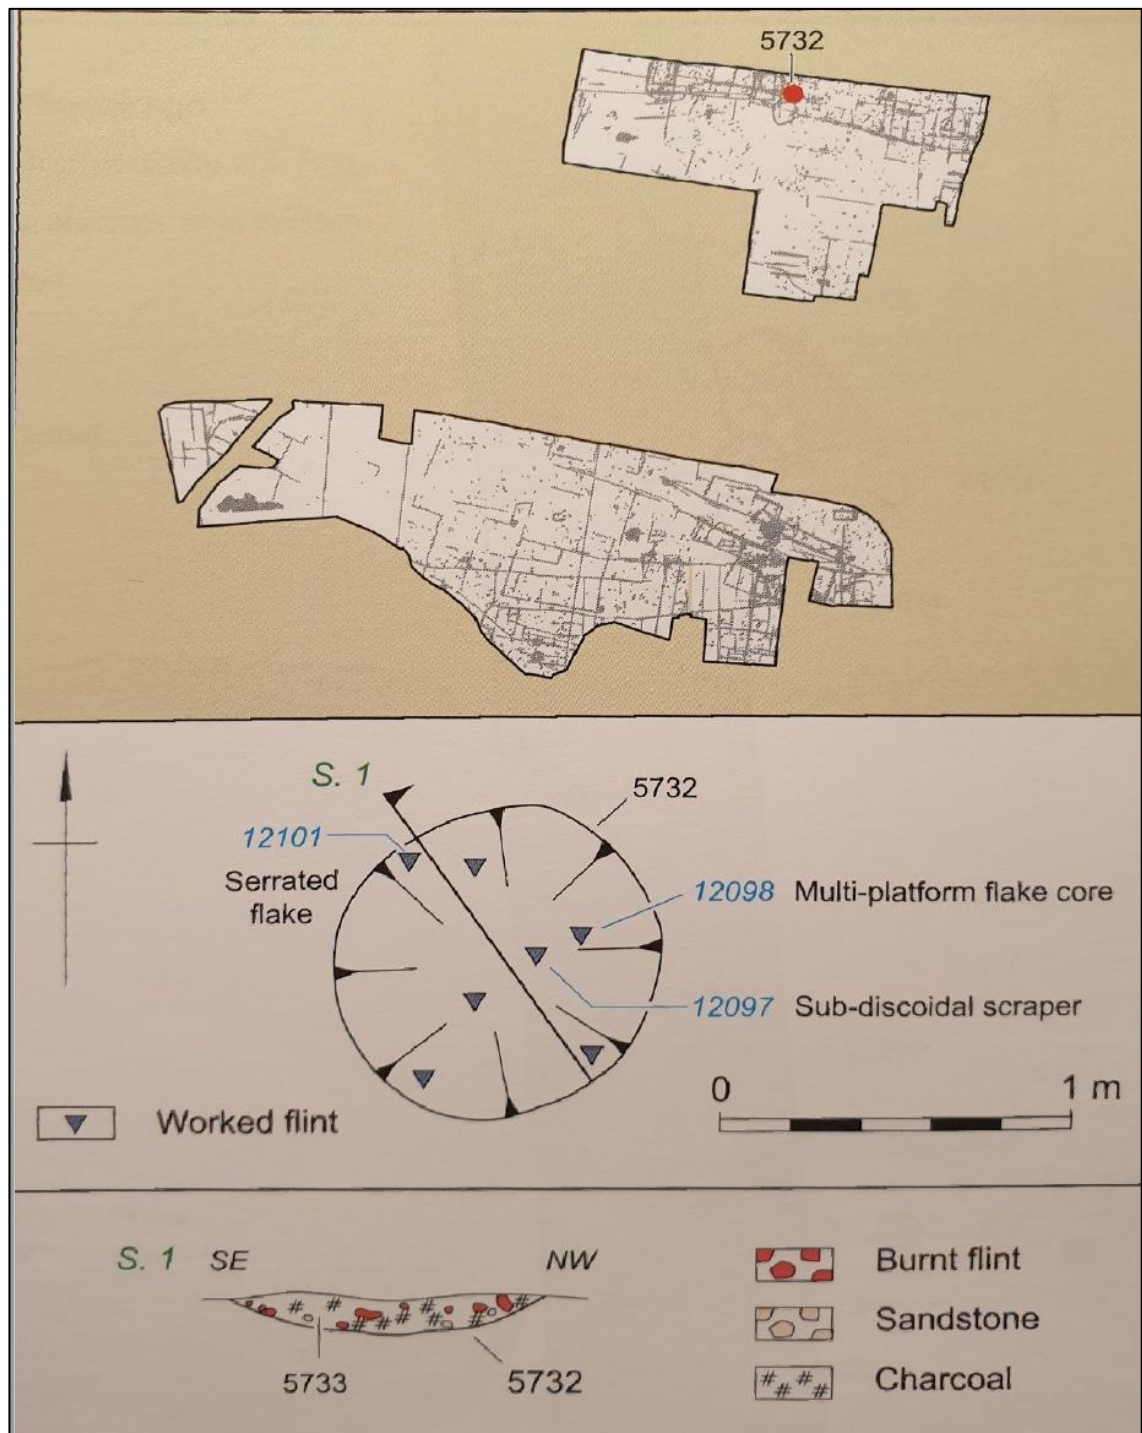 5732
S. 1
5732
12101
Serrated
flake
12098 Multi-platform flake core
12097 Sub-discoidal scraper
0 1 m
Worked flint
S. 1 SE NW
Burnt flint
Sandstone
5733 5732
Charcoal